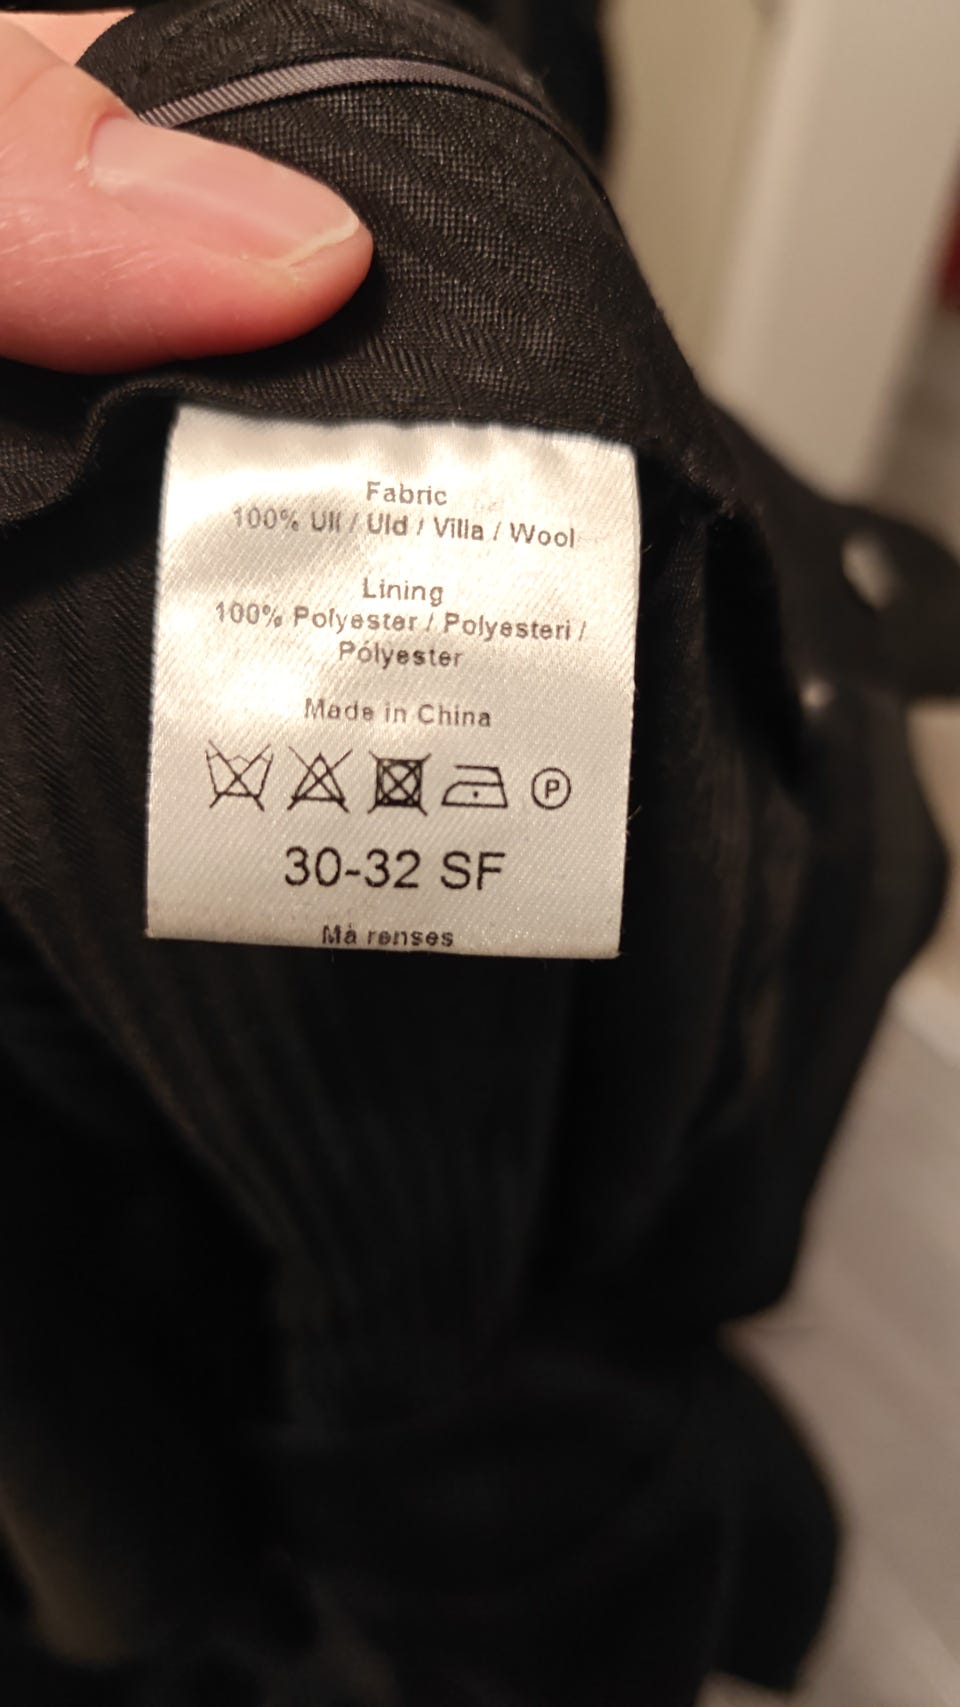 Fabric
100% Ull / Uld / Villa / Wool
Lining
100% Polyester / Polyesteri /
Pólyester
Made in China
P
30-32 SF
Må renses